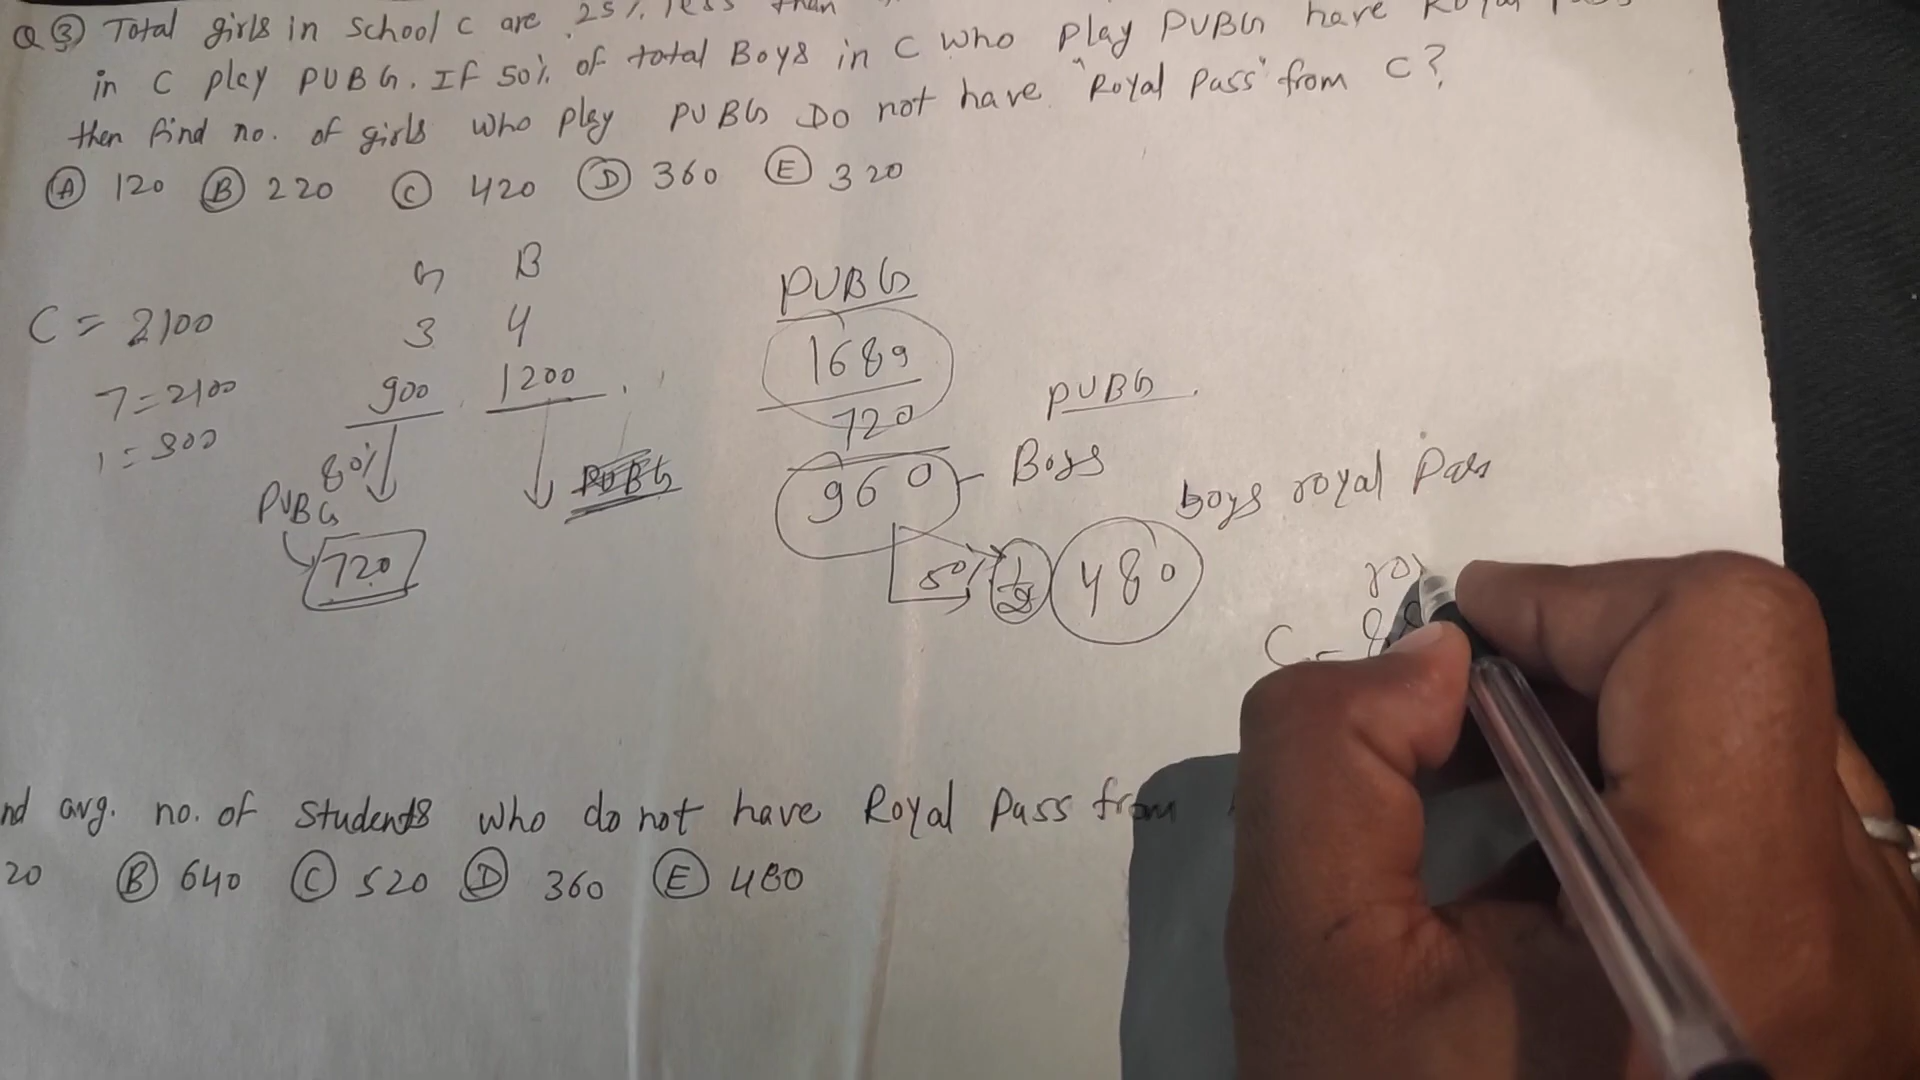 Q ③ Total girls in school C are 25% less than
in C play PUBG. If 50% of total Boys in C who play PUBG have Royal Pass
then find no. of girls who play PUBG Do not have "Royal Pass" from C?
Ⓐ 120 Ⓑ 220 Ⓒ 420 Ⓓ 360 Ⓔ 320
G B
C = 2100 3 4
7 = 2100 900 1200
1 = 300
80%
PUBG
720
PUBG
1680
720
960 - Boys
PUBG
boys royal Pass
50% 1/2 480
C -
nd avg. no. of Students who do not have Royal Pass from
20 Ⓑ 640 Ⓒ 520 Ⓓ 360 Ⓔ 480